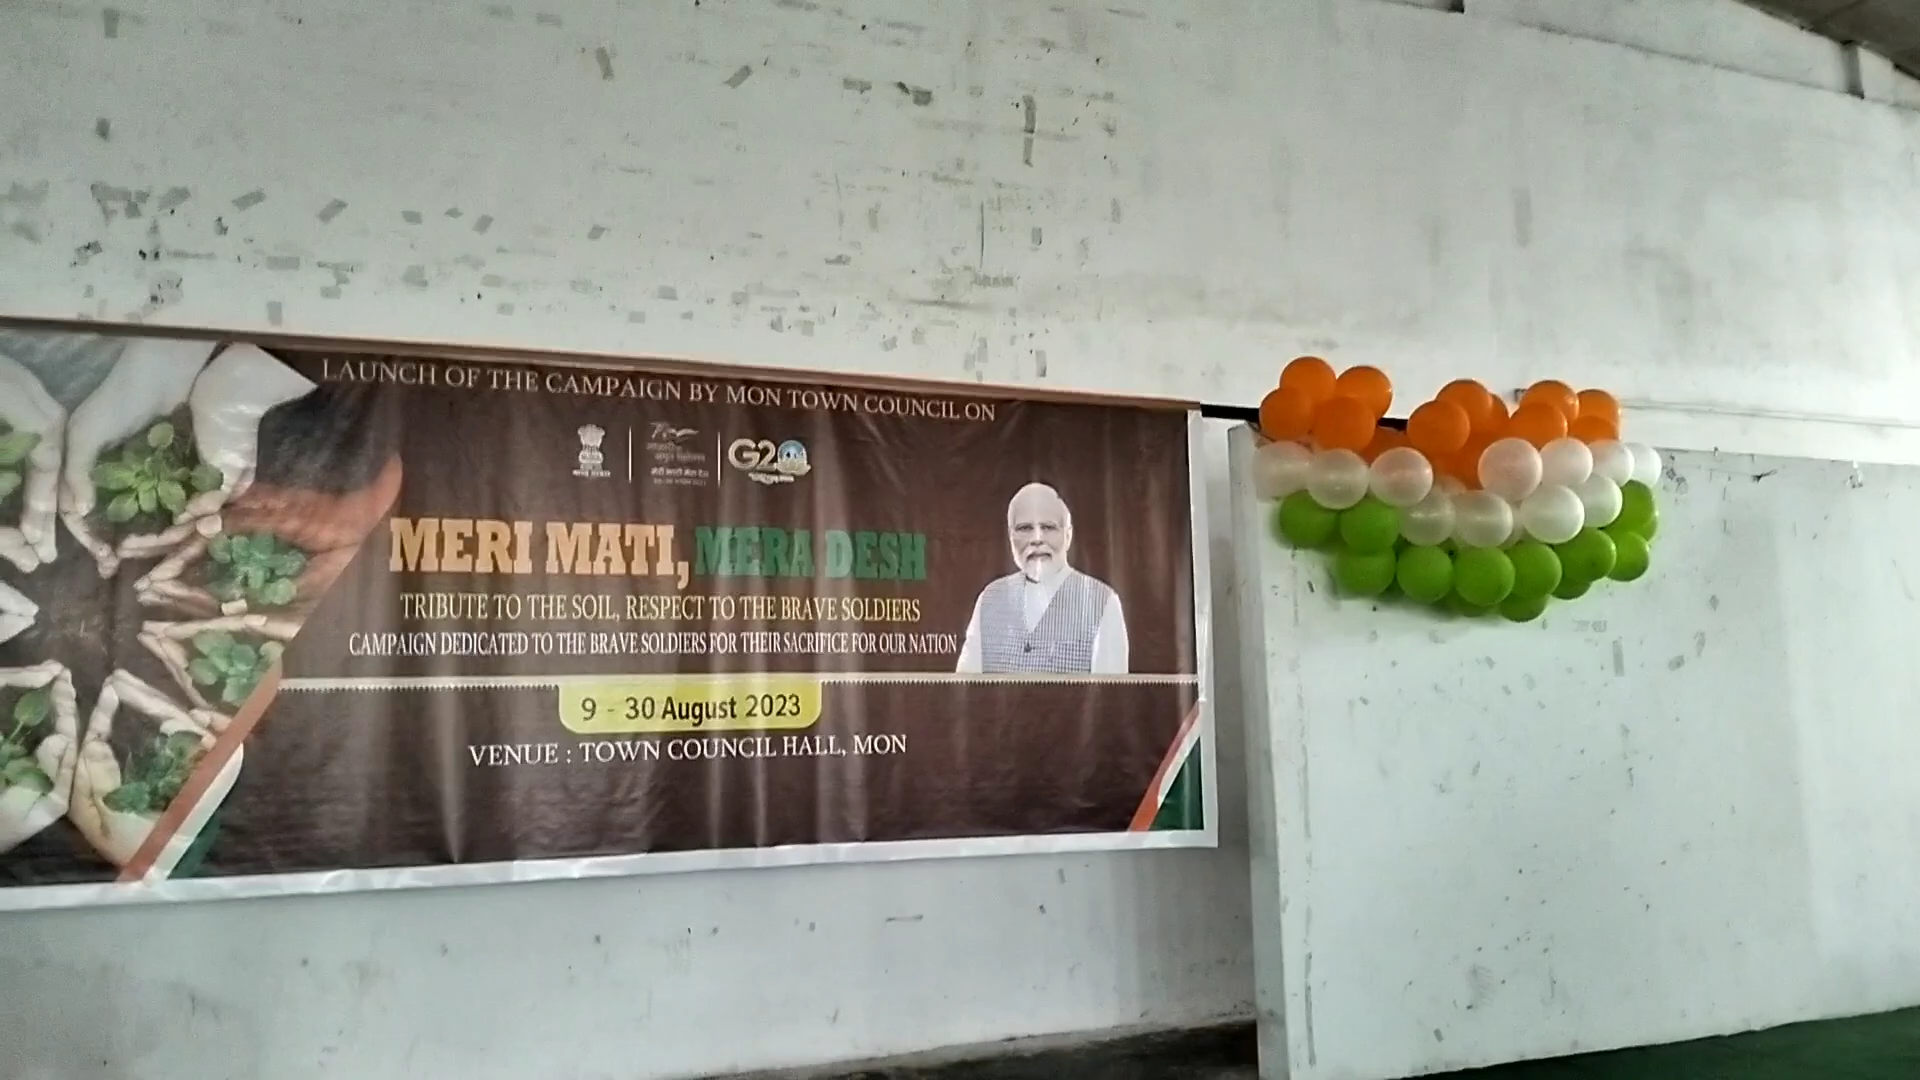 LAUNCH OF THE CAMPAIGN BY MON TOWN COUNCIL ON
G20
MERI MATI, MERA DESH
TRIBUTE TO THE SOIL, RESPECT TO THE BRAVE SOLDIERS
CAMPAIGN DEDICATED TO THE BRAVE SOLDIERS FOR THEIR SACRIFICE FOR OUR NATION
9 - 30 August 2023
VENUE : TOWN COUNCIL HALL, MON